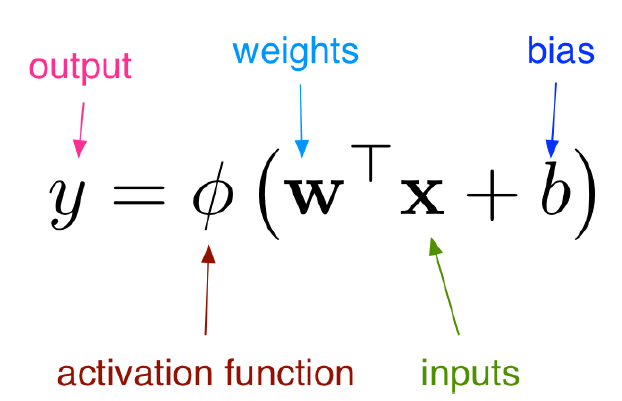 output
weights
bias
y = ϕ (𝐰⊤𝐱 + b)
activation function
inputs